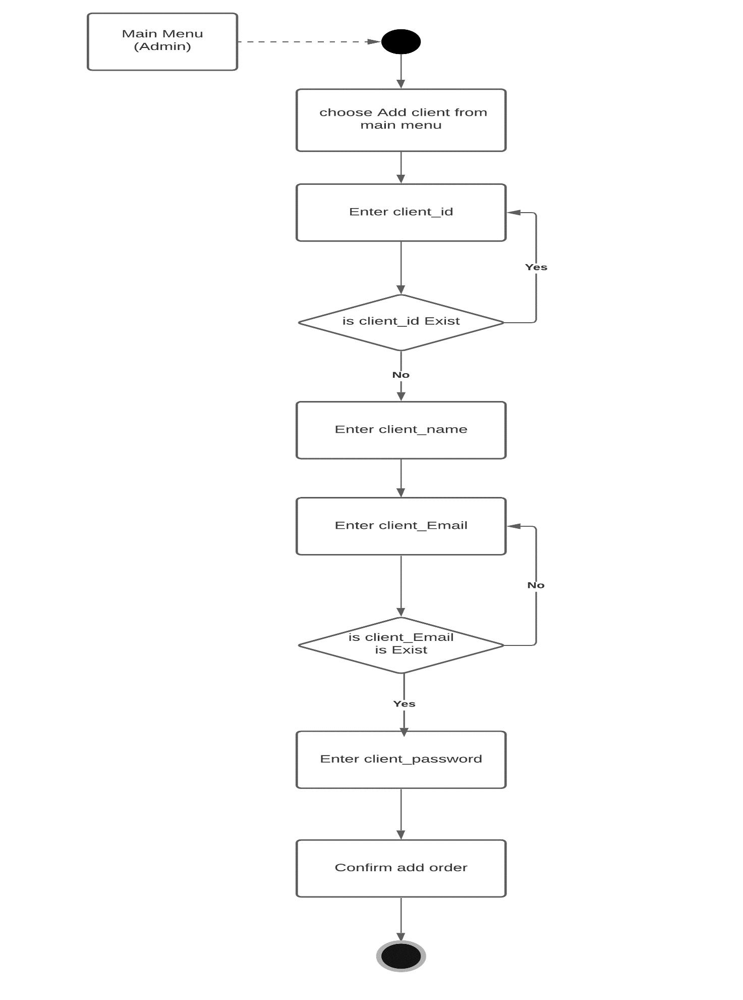 Main Menu
(Admin)
choose Add client from
main menu
Enter client_id
Yes
is client_id Exist
No
Enter client_name
Enter client_Email
No
is client_Email
is Exist
Yes
Enter client_password
Confirm add order